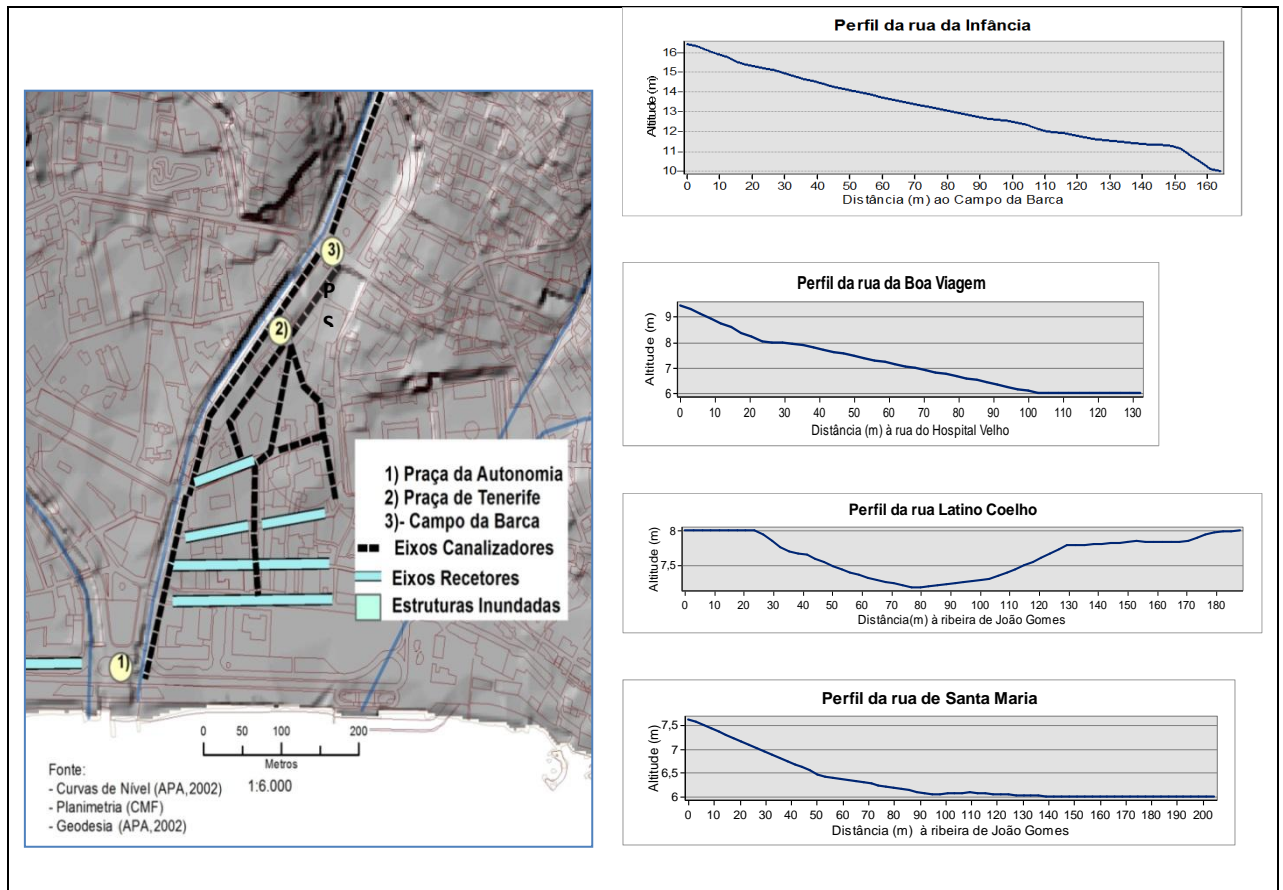 3)
P
S
2)
1)
1) Praça da Autonomia
2) Praça de Tenerife
3)- Campo da Barca
Eixos Canalizadores
Eixos Recetores
Estruturas Inundadas
0 50 100 200
Metros
1:6.000
Fonte:
- Curvas de Nível (APA,2002)
- Planimetria (CMF)
- Geodesia (APA,2002)
Perfil da rua da Infância
Altitude (m)
16
15
14
13
12
11
10
0 10 20 30 40 50 60 70 80 90 100 110 120 130 140 150 160
Distância (m) ao Campo da Barca
Perfil da rua da Boa Viagem
Altitude (m)
9
8
7
6
0 10 20 30 40 50 60 70 80 90 100 110 120 130
Distância (m) à rua do Hospital Velho
Perfil da rua Latino Coelho
Altitude (m)
8
7,5
0 10 20 30 40 50 60 70 80 90 100 110 120 130 140 150 160 170 180
Distância(m) à ribeira de João Gomes
Perfil da rua de Santa Maria
Altitude (m)
7,5
7
6,5
6
0 10 20 30 40 50 60 70 80 90 100 110 120 130 140 150 160 170 180 190 200
Distância (m) à ribeira de João Gomes